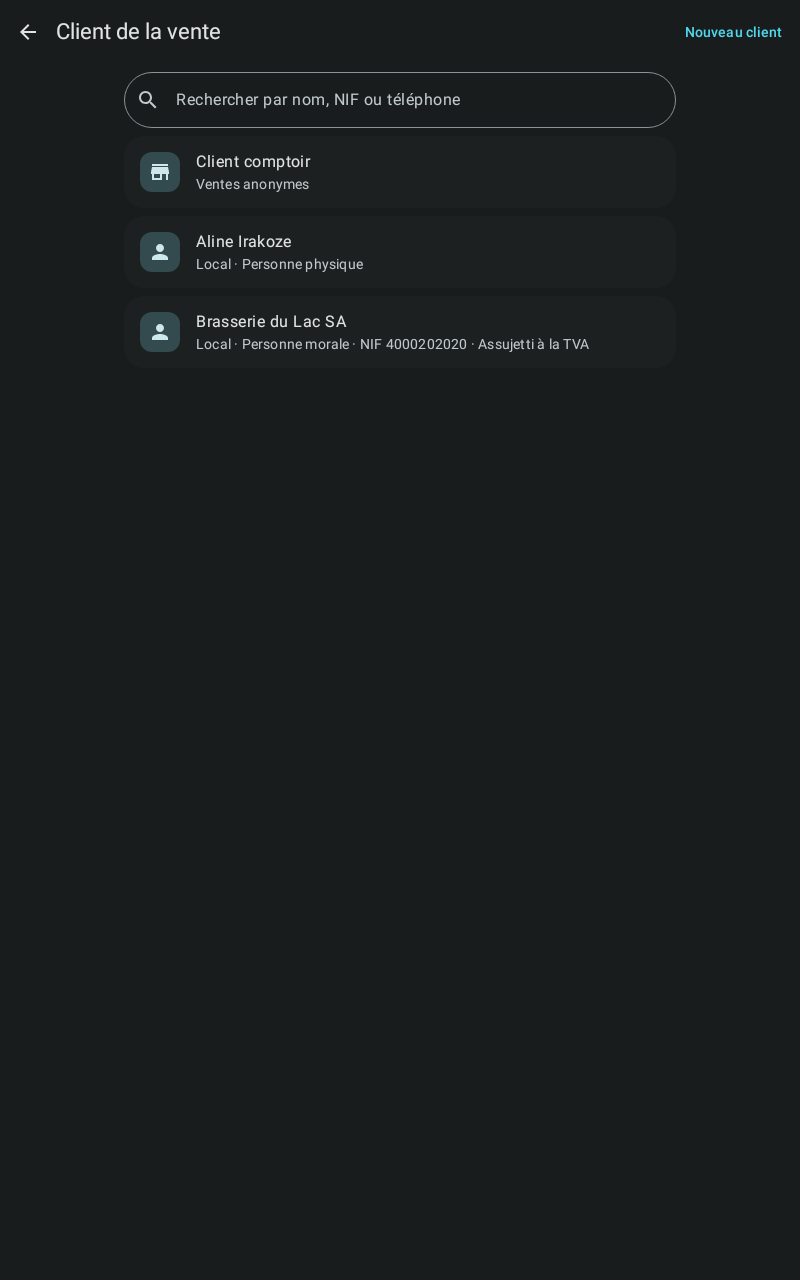 Client de la vente
Nouveau client
Rechercher par nom, NIF ou téléphone
Client comptoir
Ventes anonymes
Aline Irakoze
Local · Personne physique
Brasserie du Lac SA
Local · Personne morale · NIF 4000202020 · Assujetti à la TVA